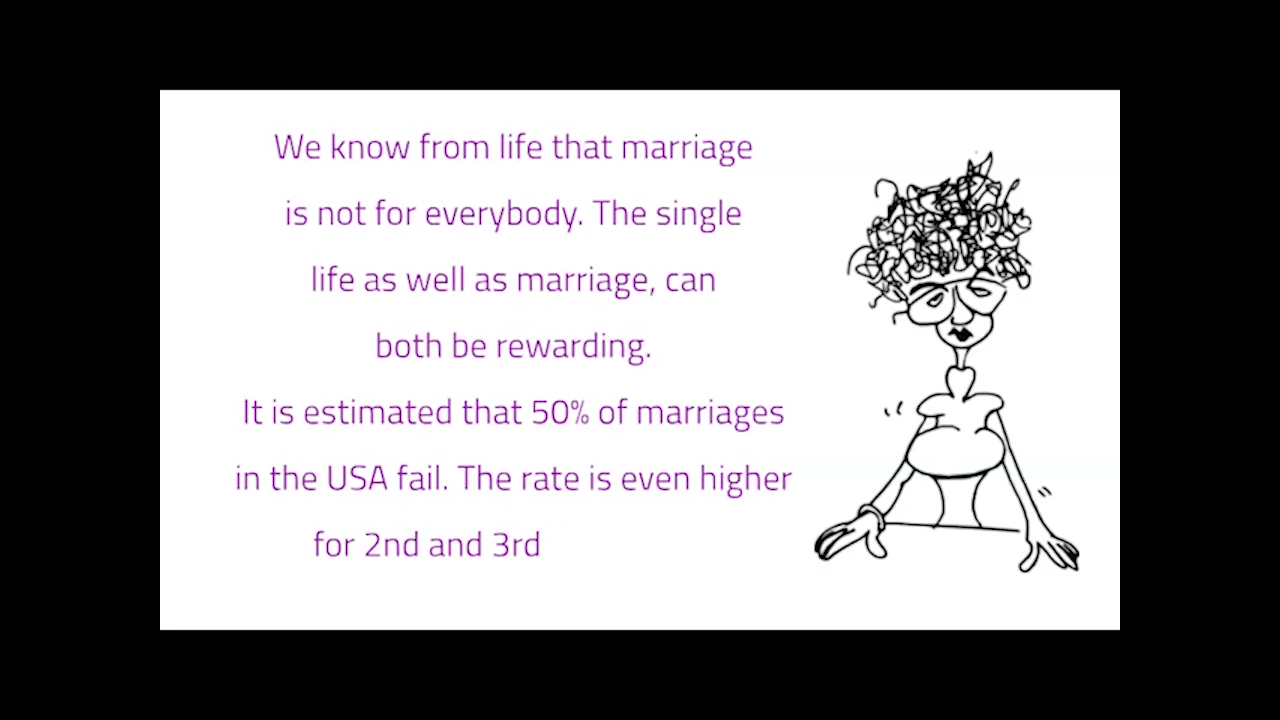 We know from life that marriage
is not for everybody. The single
life as well as marriage, can
both be rewarding.
It is estimated that 50% of marriages
in the USA fail. The rate is even higher
for 2nd and 3rd